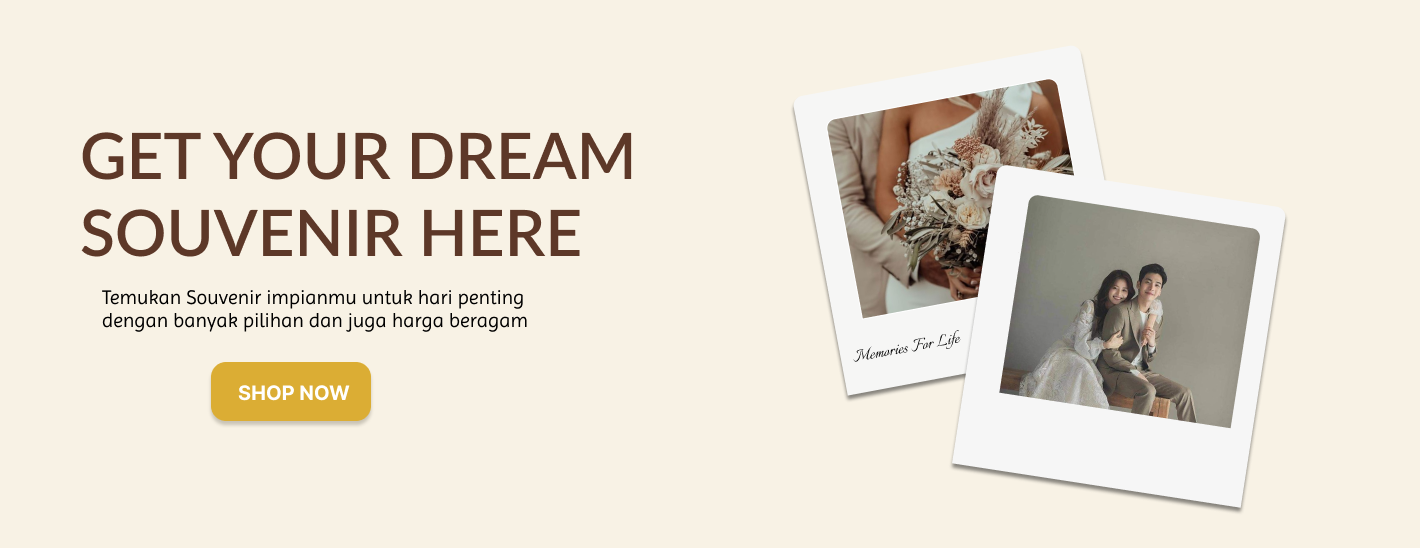 GET YOUR DREAM
SOUVENIR HERE
Temukan Souvenir impianmu untuk hari penting
dengan banyak pilihan dan juga harga beragam
SHOP NOW
Memories For Life